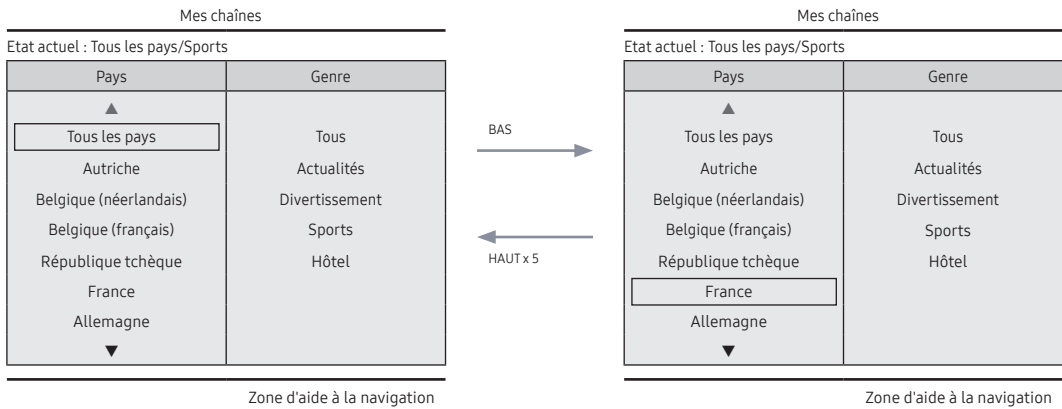 Mes chaînes
Etat actuel : Tous les pays/Sports
Pays Genre
▲
Tous les pays Tous
Autriche Actualités
Belgique (néerlandais) Divertissement
Belgique (français) Sports
République tchèque Hôtel
France
Allemagne
▼
Zone d'aide à la navigation
BAS
HAUT x 5
Mes chaînes
Etat actuel : Tous les pays/Sports
Pays Genre
▲
Tous les pays Tous
Autriche Actualités
Belgique (néerlandais) Divertissement
Belgique (français) Sports
République tchèque Hôtel
France
Allemagne
▼
Zone d'aide à la navigation